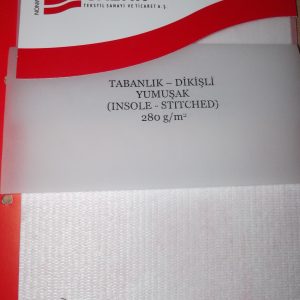 TEKSTİL SANAYİ VE TİCARET A.Ş.
TABANLIK – DİKİŞLİ
YUMUŞAK
(INSOLE - STITCHED)
280 g/m²